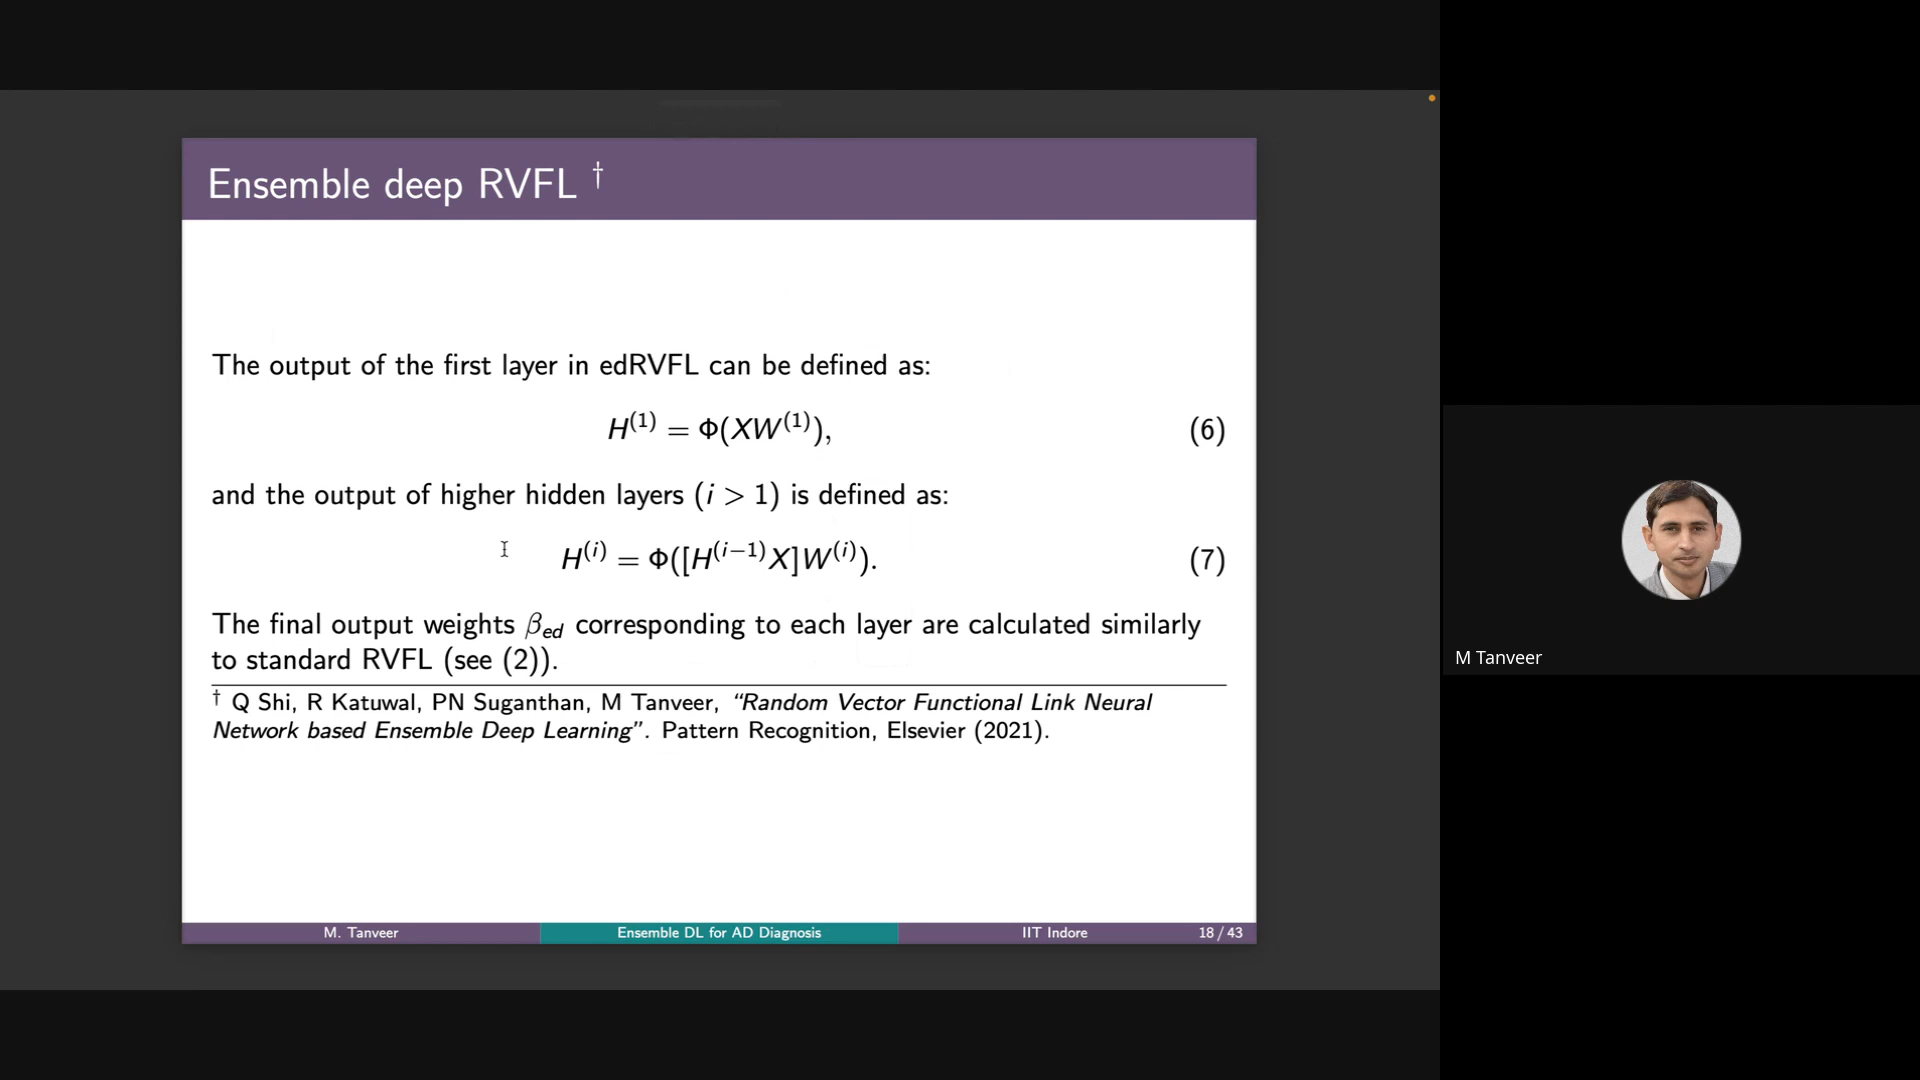 Ensemble deep RVFL †
The output of the first layer in edRVFL can be defined as:
H^(1) = Φ(XW^(1)), (6)
and the output of higher hidden layers (i > 1) is defined as:
H^(i) = Φ([H^(i−1)X]W^(i)). (7)
The final output weights β_ed corresponding to each layer are calculated similarly
to standard RVFL (see (2)).
† Q Shi, R Katuwal, PN Suganthan, M Tanveer, “Random Vector Functional Link Neural
Network based Ensemble Deep Learning”. Pattern Recognition, Elsevier (2021).
M. Tanveer Ensemble DL for AD Diagnosis IIT Indore 18 / 43
M Tanveer